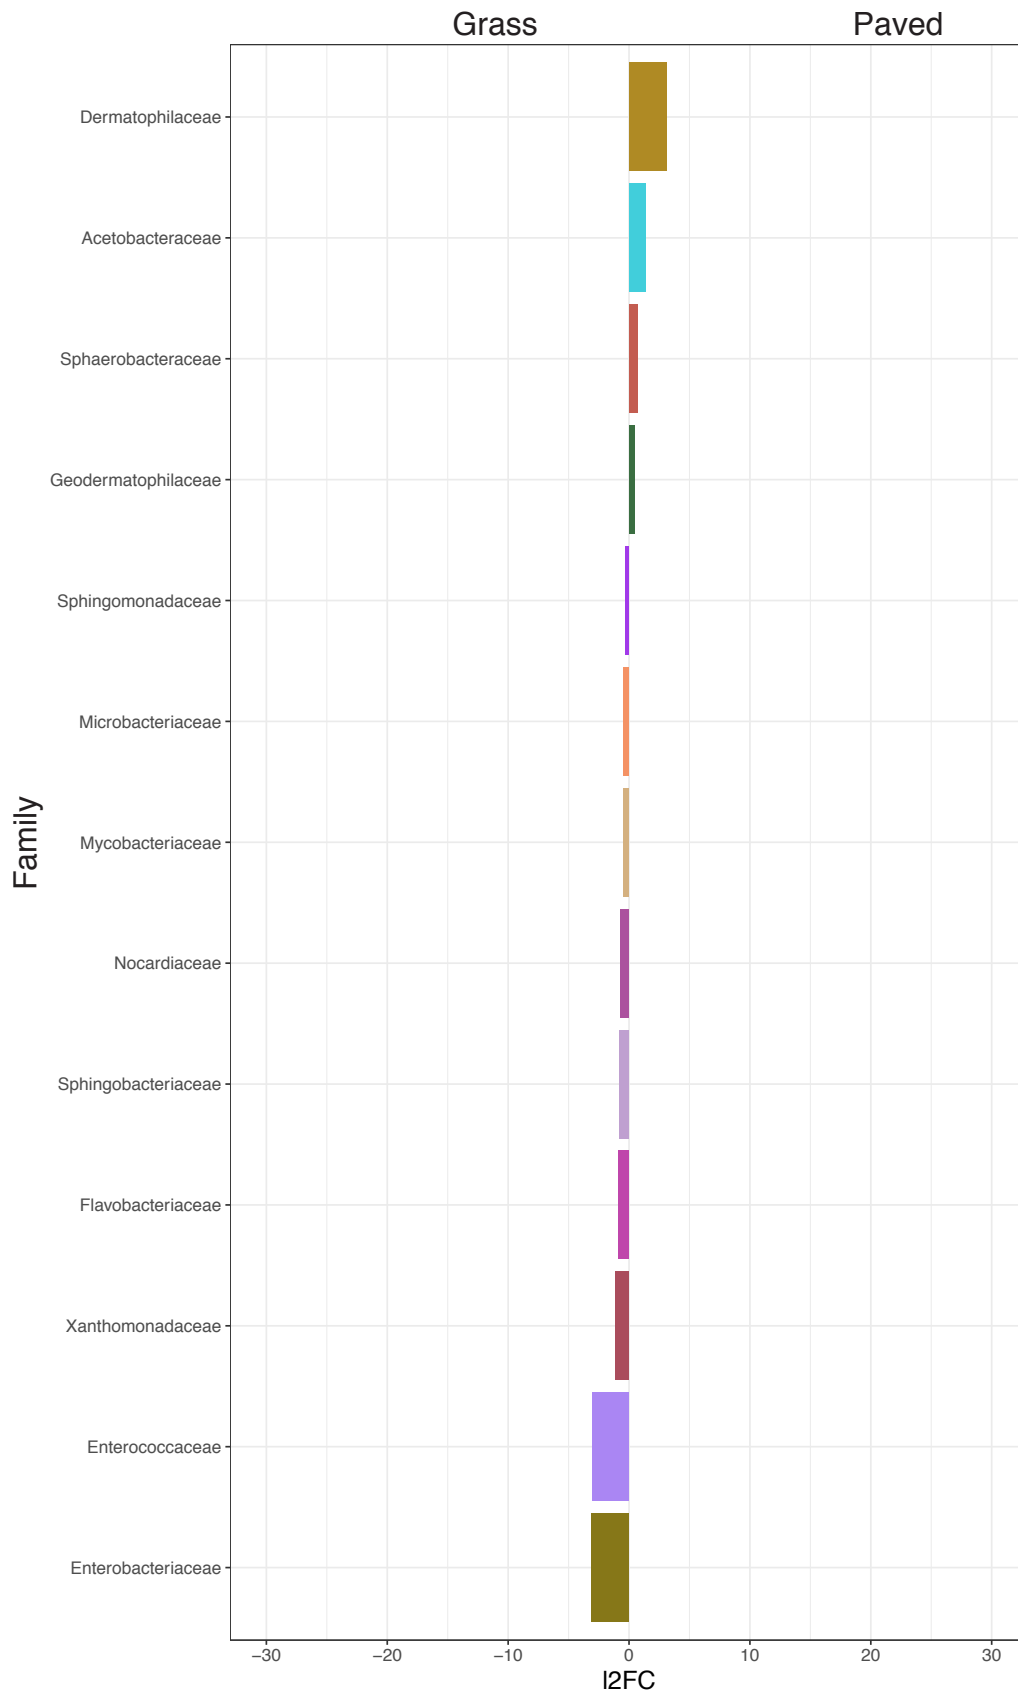 Grass Paved
Dermatophilaceae
Acetobacteraceae
Sphaerobacteraceae
Geodermatophilaceae
Sphingomonadaceae
Microbacteriaceae
Mycobacteriaceae
Family
Nocardiaceae
Sphingobacteriaceae
Flavobacteriaceae
Xanthomonadaceae
Enterococcaceae
Enterobacteriaceae
−30 −20 −10 0 10 20 30
l2FC